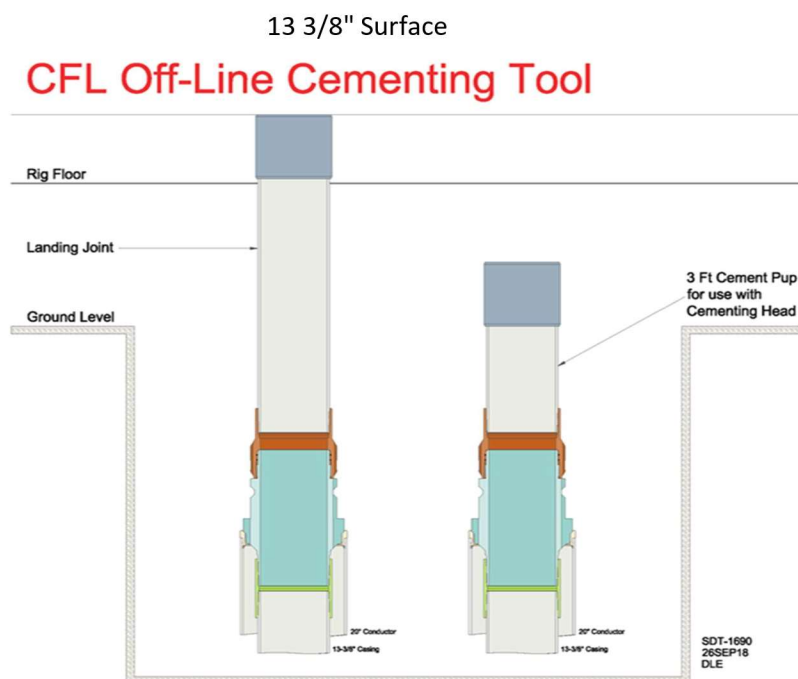 13 3/8" Surface
CFL Off-Line Cementing Tool
Rig Floor
Landing Joint
3 Ft Cement Pup
for use with
Cementing Head
Ground Level
20" Conductor
13-3/8" Casing
20" Conductor
13-3/8" Casing
SDT-1690
26SEP18
DLE